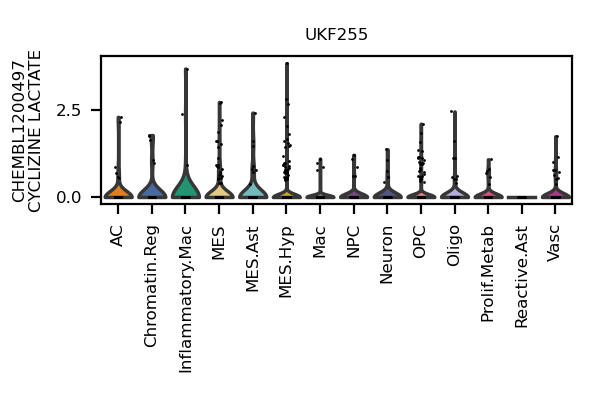 UKF255
CHEMBL1200497
CYCLIZINE LACTATE
2.5
0.0
AC
Chromatin.Reg
Inflammatory.Mac
MES
MES.Ast
MES.Hyp
Mac
NPC
Neuron
OPC
Oligo
Prolif.Metab
Reactive.Ast
Vasc